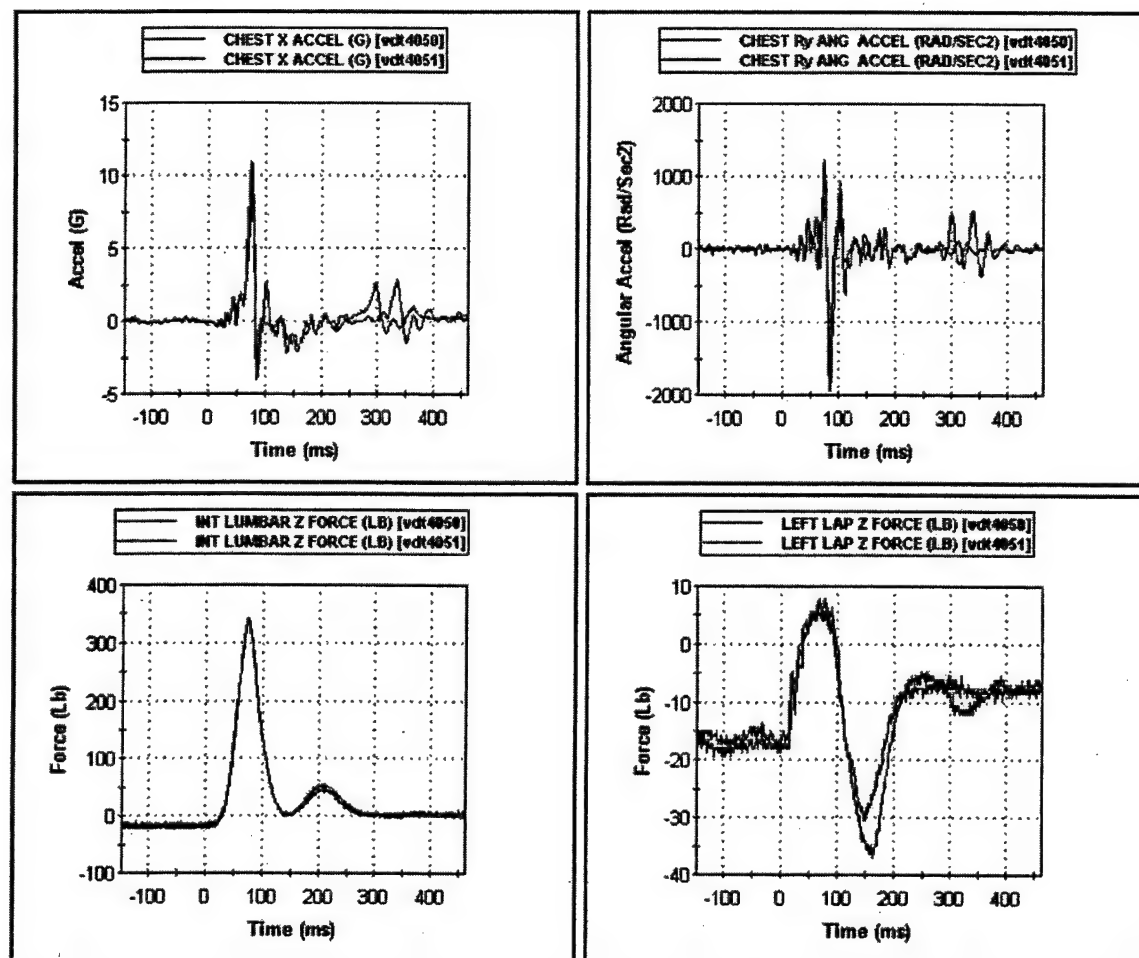 CHEST X ACCEL (G) [vdt4050]
CHEST X ACCEL (G) [vdt4051]
15
10
5
0
-5
Accel (G)
-100 0 100 200 300 400
Time (ms)
CHEST Ry ANG ACCEL (RAD/SEC2) [vdt4050]
CHEST Ry ANG ACCEL (RAD/SEC2) [vdt4051]
2000
1000
0
-1000
-2000
Angular Accel (Rad/Sec2)
-100 0 100 200 300 400
Time (ms)
INT LUMBAR Z FORCE (LB) [vdt4050]
INT LUMBAR Z FORCE (LB) [vdt4051]
400
300
200
100
0
-100
Force (Lb)
-100 0 100 200 300 400
Time (ms)
LEFT LAP Z FORCE (LB) [vdt4050]
LEFT LAP Z FORCE (LB) [vdt4051]
10
0
-10
-20
-30
-40
Force (Lb)
-100 0 100 200 300 400
Time (ms)